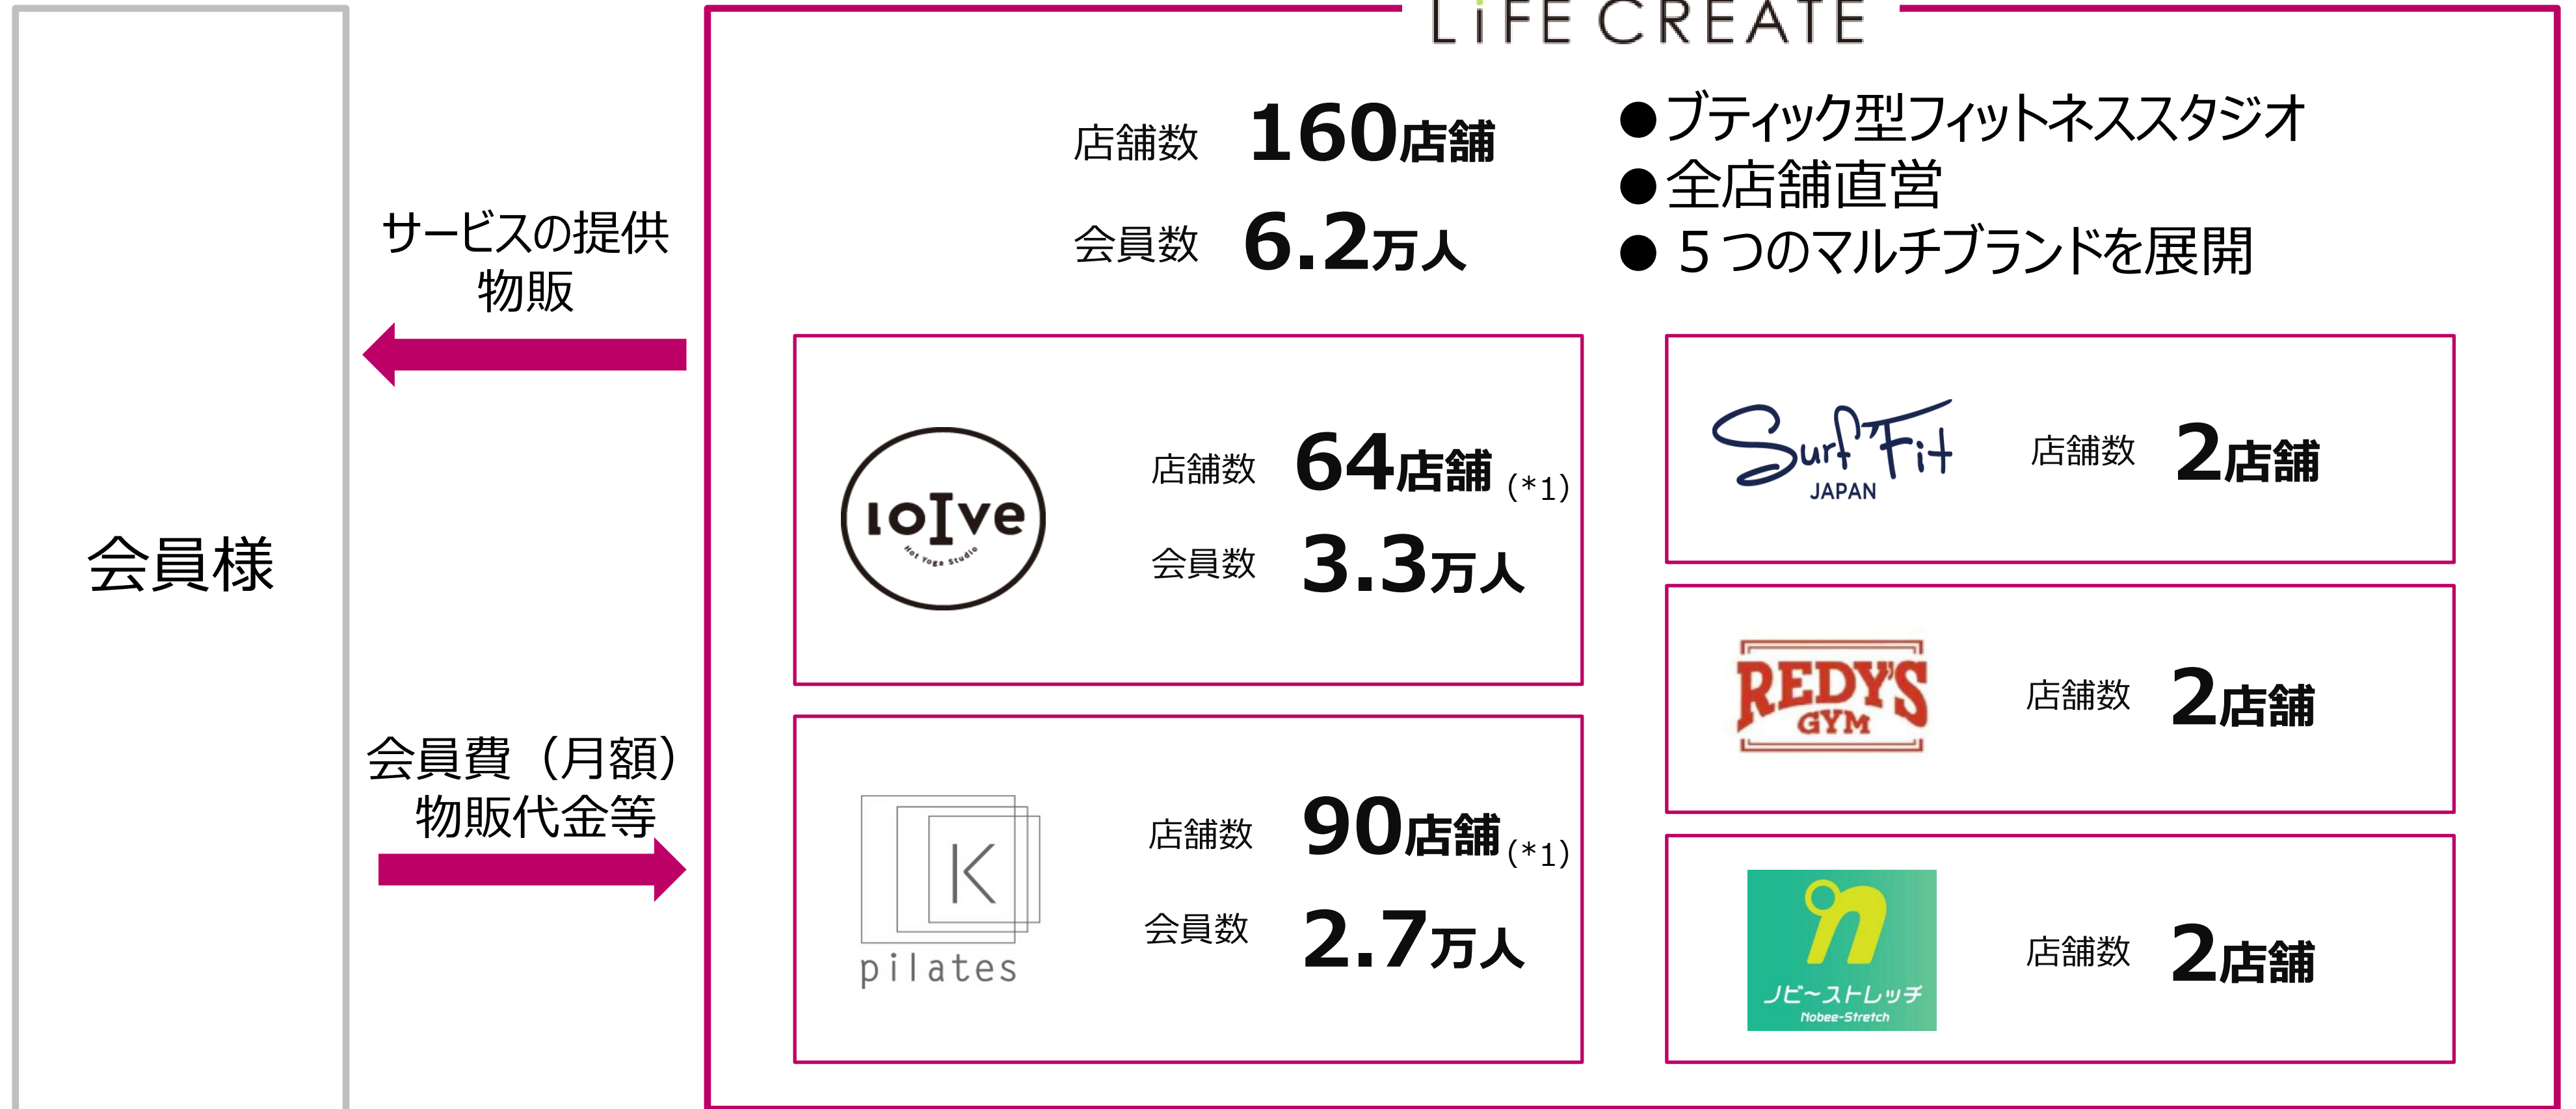 LiFE CREATE
会員様
サービスの提供
物販
会員費（月額）
物販代金等
店舗数 160店舗
会員数 6.2万人
●ブティック型フィットネススタジオ
●全店舗直営
●５つのマルチブランドを展開
loIve
Hot Yoga Studio
店舗数 64店舗 (*1)
会員数 3.3万人
K
pilates
店舗数 90店舗 (*1)
会員数 2.7万人
Surf Fit
JAPAN
店舗数 2店舗
REDY'S
GYM
店舗数 2店舗
n
ノビ～ストレッチ
Nobee-Stretch
店舗数 2店舗